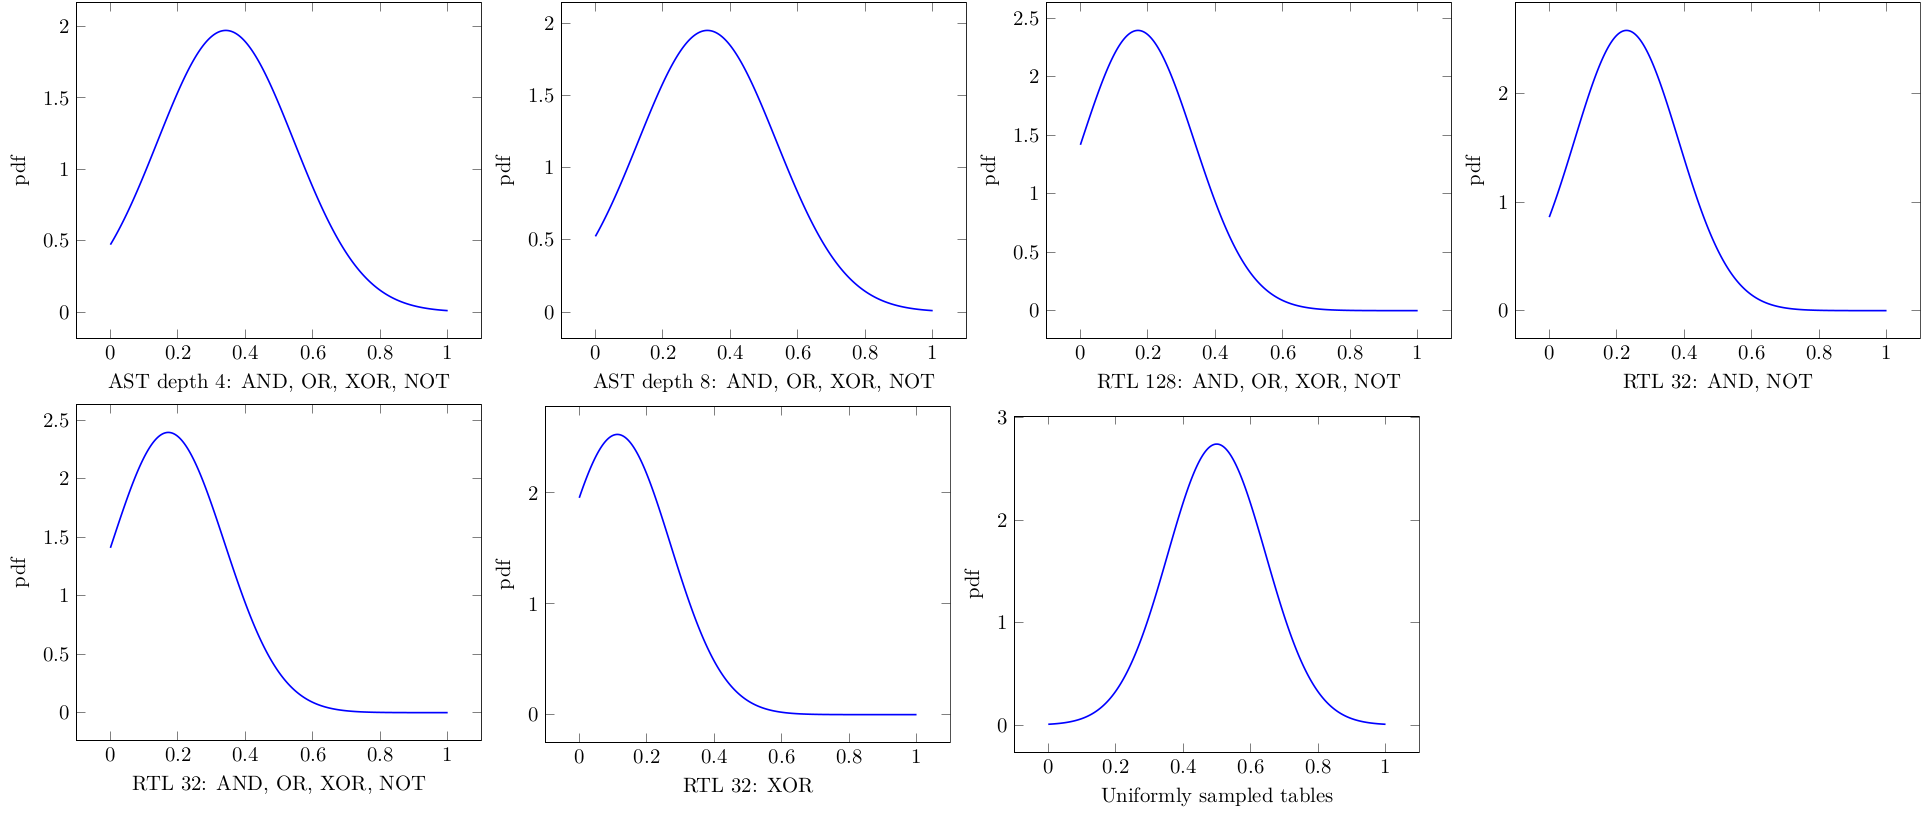 2
1.5
1
0.5
0
pdf
0 0.2 0.4 0.6 0.8 1
AST depth 4: AND, OR, XOR, NOT
2
1.5
1
0.5
0
pdf
0 0.2 0.4 0.6 0.8 1
AST depth 8: AND, OR, XOR, NOT
2.5
2
1.5
1
0.5
0
pdf
0 0.2 0.4 0.6 0.8 1
RTL 128: AND, OR, XOR, NOT
2
1
0
pdf
0 0.2 0.4 0.6 0.8 1
RTL 32: AND, NOT
2.5
2
1.5
1
0.5
0
pdf
0 0.2 0.4 0.6 0.8 1
RTL 32: AND, OR, XOR, NOT
2
1
0
pdf
0 0.2 0.4 0.6 0.8 1
RTL 32: XOR
3
2
1
0
pdf
0 0.2 0.4 0.6 0.8 1
Uniformly sampled tables